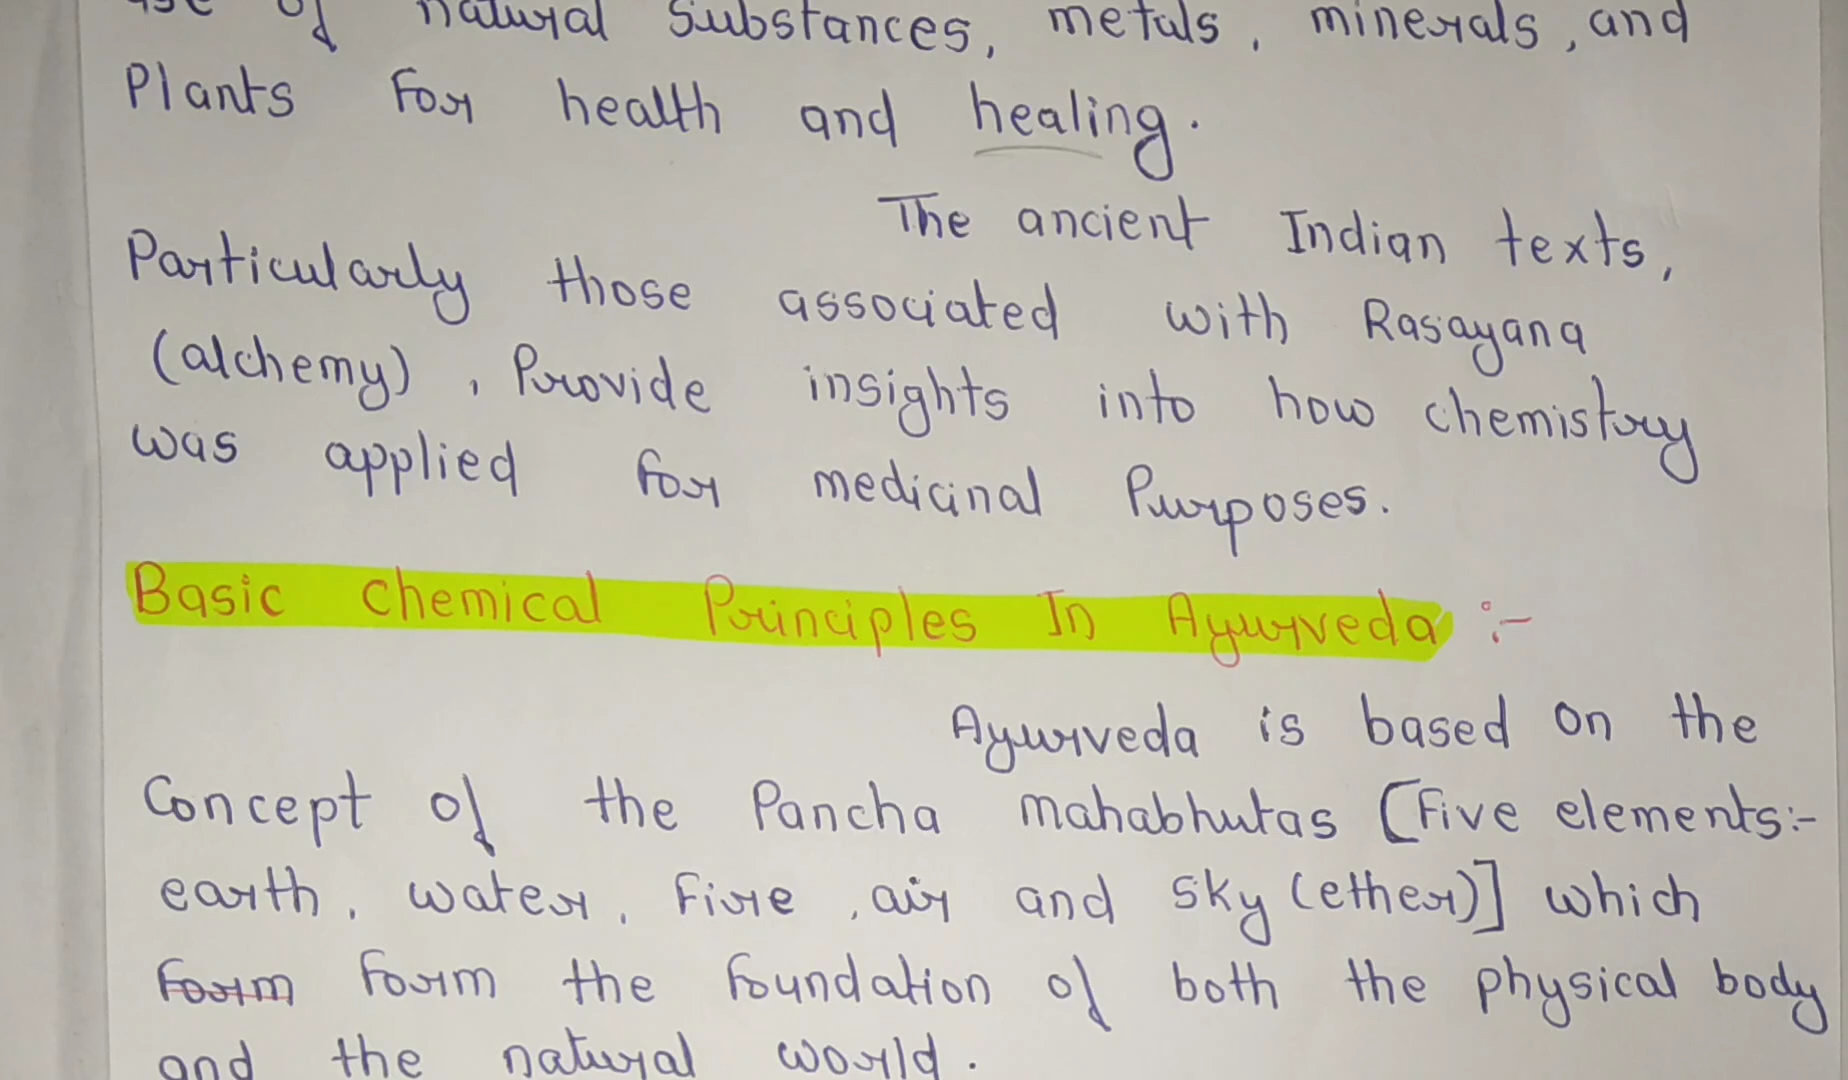 use of natural substances, metals, minerals, and
Plants For health and healing.
The ancient Indian texts,
Particularly those associated with Rasayana
(alchemy), Provide insights into how chemistry
was applied for medicinal Purposes.
Basic chemical Principles In Ayurveda :-
Ayurveda is based on the
Concept of the Pancha mahabhutas [Five elements:-
earth, water, Fire, air and sky (ether)] which
form form the foundation of both the physical body
and the natural world.